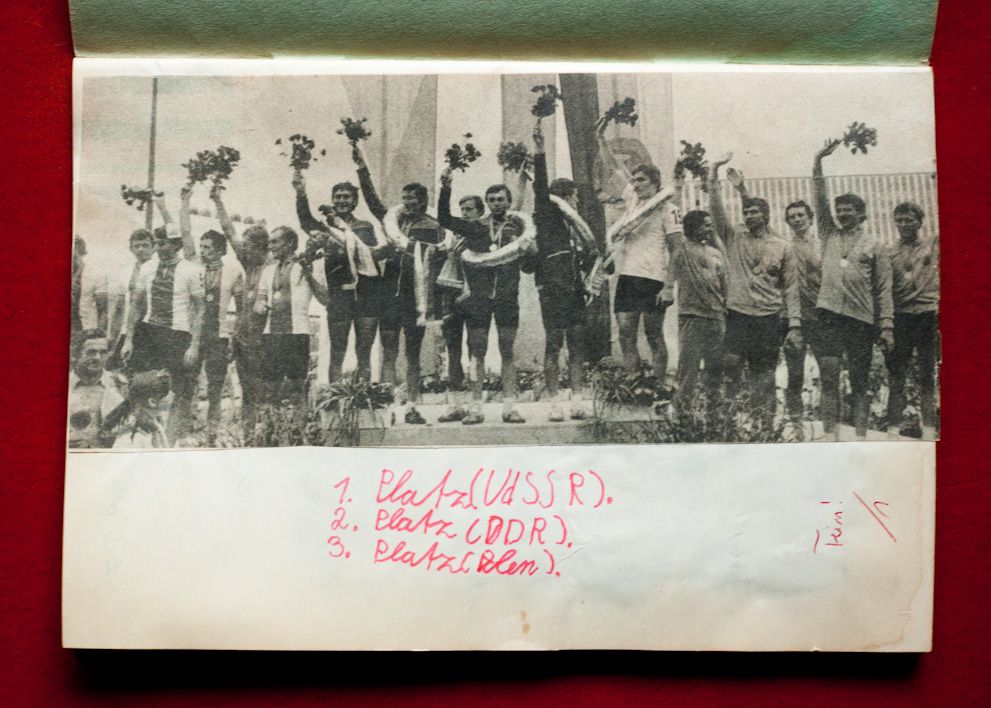 1. Platz(UdSSR).
2. Platz (DDR).
3. Platz(Polen).